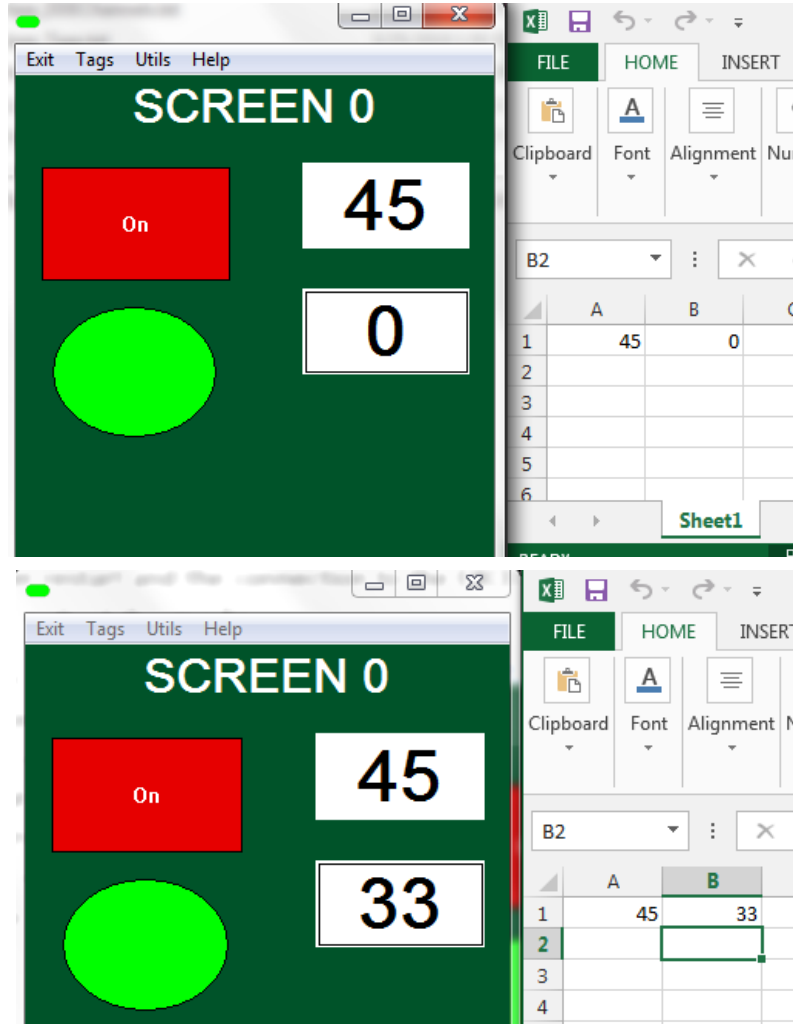 Exit Tags Utils Help
SCREEN 0
On
45
0
FILE HOME INSERT
Clipboard Font Alignment
B2
A B
1 45 0
2
3
4
5
6
Sheet1
Exit Tags Utils Help
SCREEN 0
On
45
33
FILE HOME
Clipboard Font Alignment
B2
A B
1 45 33
2
3
4